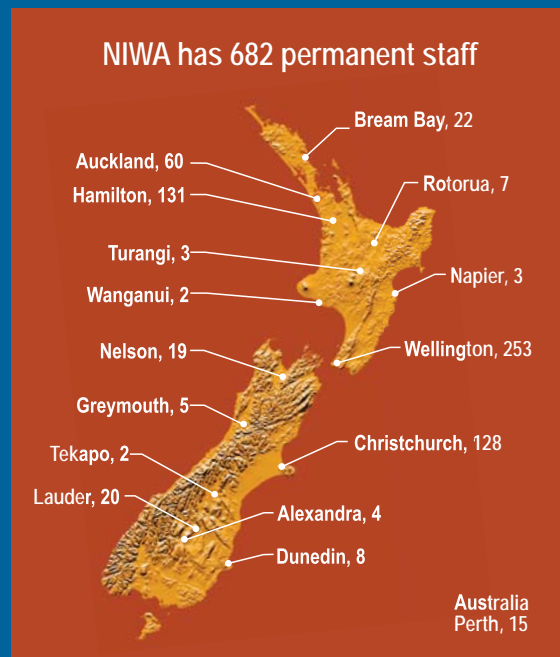 NIWA has 682 permanent staff
Bream Bay, 22
Auckland, 60
Rotorua, 7
Hamilton, 131
Turangi, 3
Napier, 3
Wanganui, 2
Wellington, 253
Nelson, 19
Greymouth, 5
Christchurch, 128
Tekapo, 2
Lauder, 20
Alexandra, 4
Dunedin, 8
Australia
Perth, 15